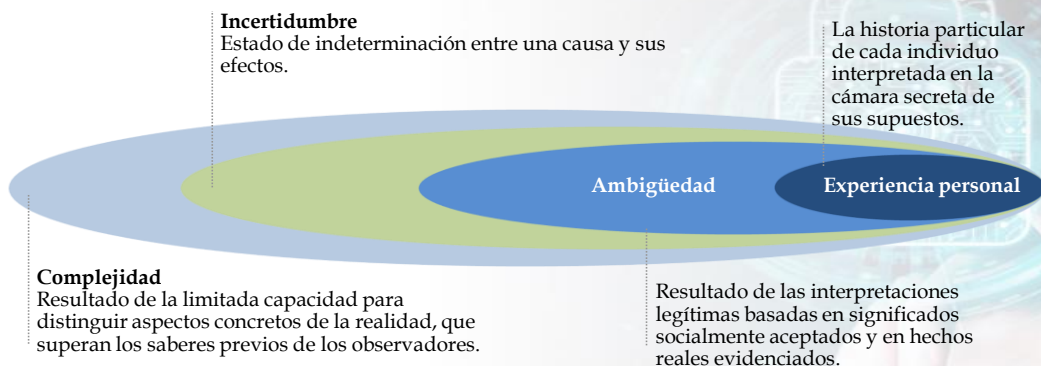 Incertidumbre
Estado de indeterminación entre una causa y sus
efectos.
La historia particular
de cada individuo
interpretada en la
cámara secreta de
sus supuestos.
Ambigüedad
Experiencia personal
Complejidad
Resultado de la limitada capacidad para
distinguir aspectos concretos de la realidad, que
superan los saberes previos de los observadores.
Resultado de las interpretaciones
legítimas basadas en significados
socialmente aceptados y en hechos
reales evidenciados.